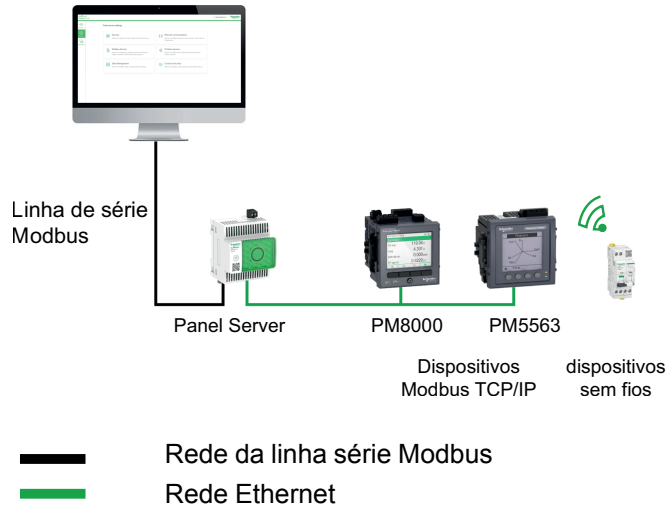 Linha de série
Modbus
Panel Server
PM8000
PM5563
Dispositivos
Modbus TCP/IP
dispositivos
sem fios
Rede da linha série Modbus
Rede Ethernet